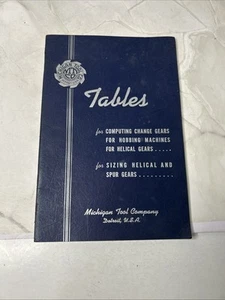 Tables
for COMPUTING CHANGE GEARS
FOR HOBBING MACHINES
FOR HELICAL GEARS .....
for SIZING HELICAL AND
SPUR GEARS .........
Michigan Tool Company
Detroit, U.S.A.